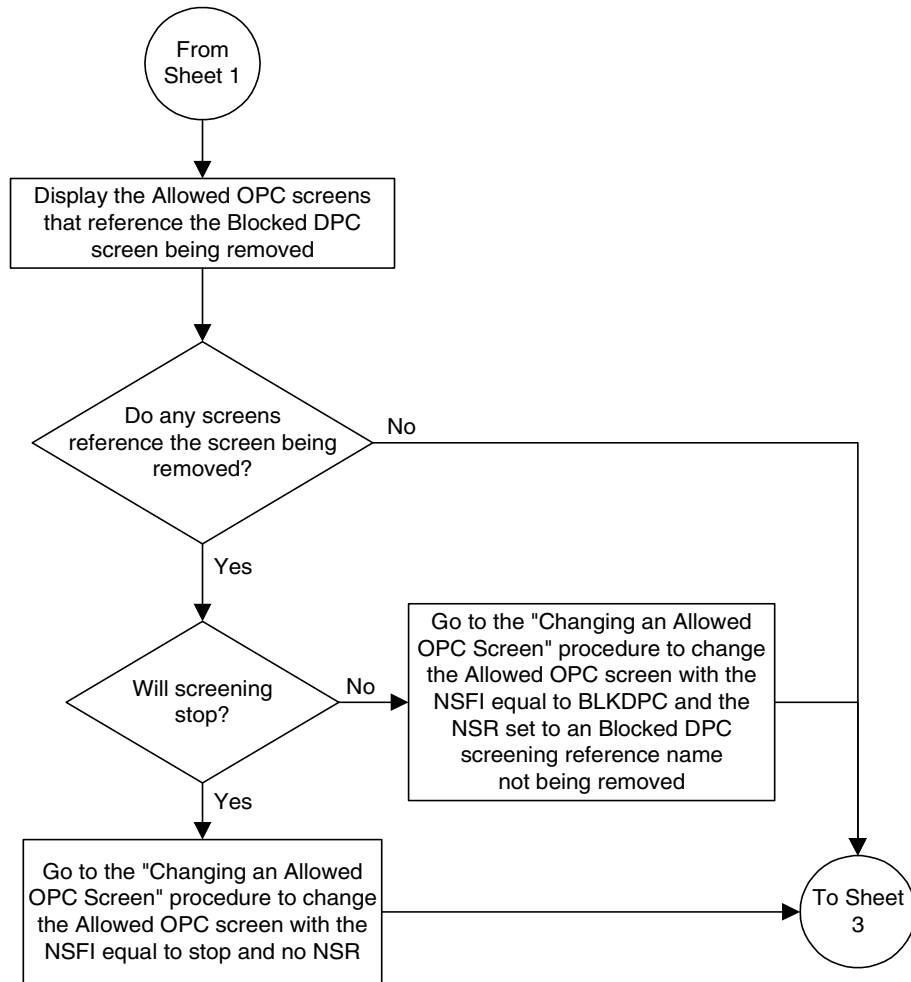 From
Sheet 1
Display the Allowed OPC screens
that reference the Blocked DPC
screen being removed
Do any screens
reference the screen being
removed?
No
Yes
Will screening
stop?
No
Go to the "Changing an Allowed
OPC Screen" procedure to change
the Allowed OPC screen with the
NSFI equal to BLKDPC and the
NSR set to an Blocked DPC
screening reference name
not being removed
Yes
Go to the "Changing an Allowed
OPC Screen" procedure to change
the Allowed OPC screen with the
NSFI equal to stop and no NSR
To Sheet
3